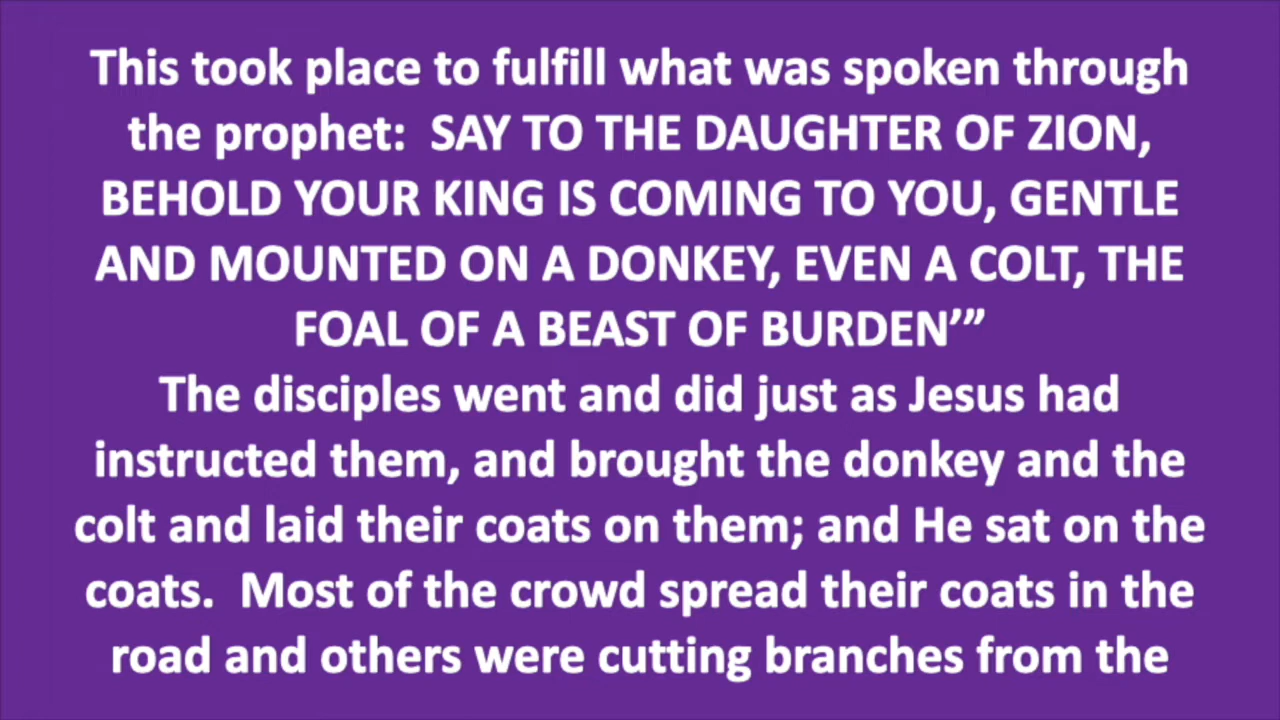 This took place to fulfill what was spoken through
the prophet:  SAY TO THE DAUGHTER OF ZION,
BEHOLD YOUR KING IS COMING TO YOU, GENTLE
AND MOUNTED ON A DONKEY, EVEN A COLT, THE
FOAL OF A BEAST OF BURDEN’”
The disciples went and did just as Jesus had
instructed them, and brought the donkey and the
colt and laid their coats on them; and He sat on the
coats.  Most of the crowd spread their coats in the
road and others were cutting branches from the